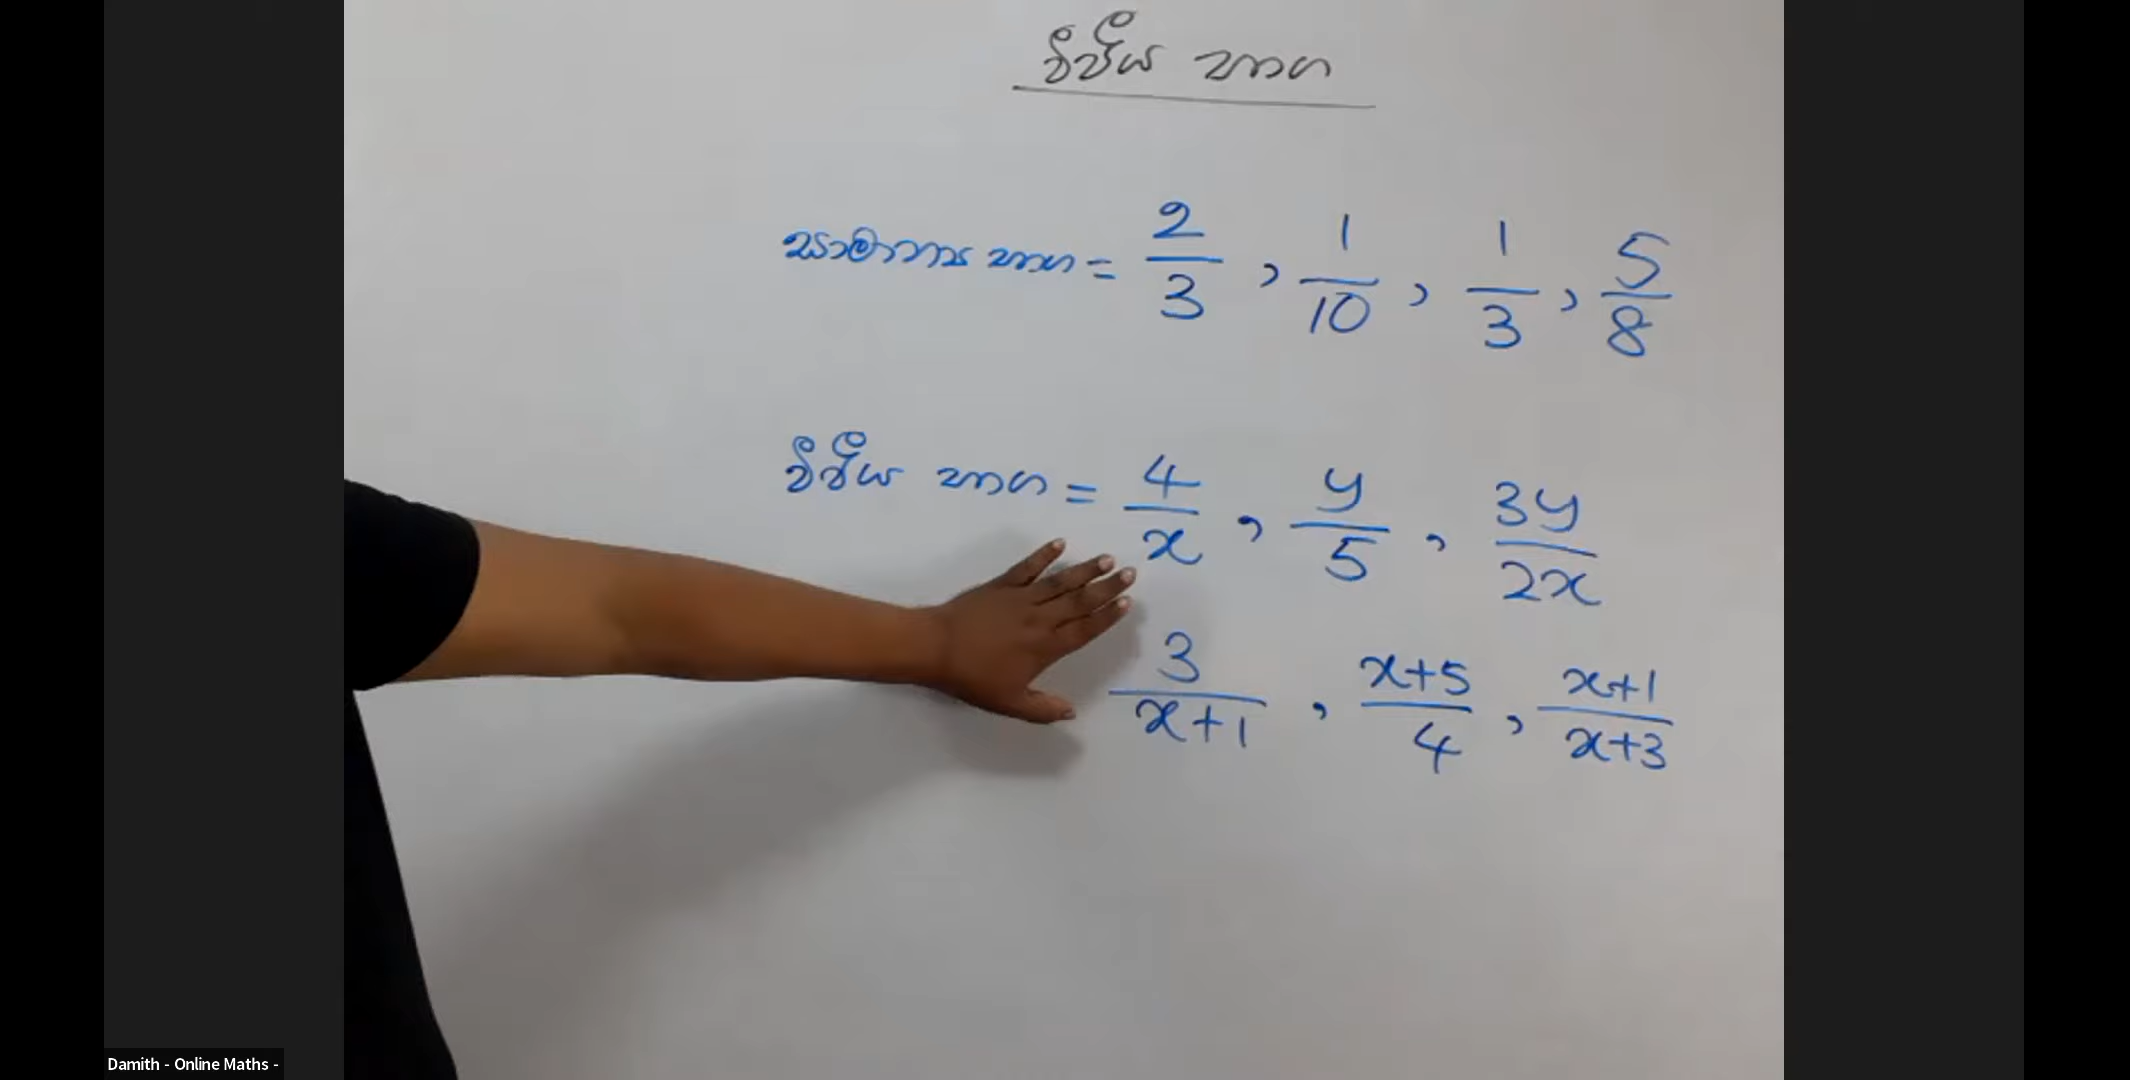 වීජීය භාග
සාමාන්‍ය භාග = 2/3 , 1/10 , 1/3 , 5/8
වීජීය භාග = 4/x , y/5 , 3y/2x
3/x+1 , x+5/4 , x+1/x+3
Damith - Online Maths -